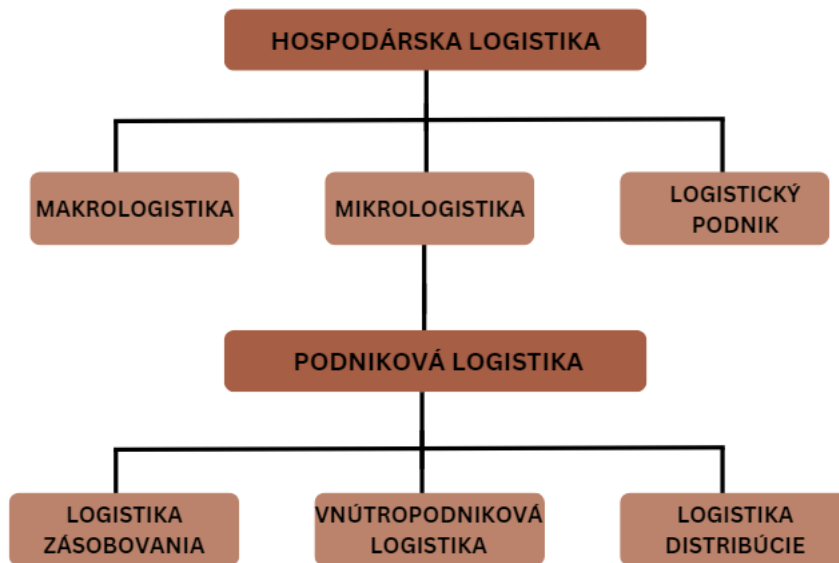 HOSPODÁRSKA LOGISTIKA
MAKROLOGISTIKA
MIKROLOGISTIKA
LOGISTICKÝ
PODNIK
PODNIKOVÁ LOGISTIKA
LOGISTIKA
ZÁSOBOVANIA
VNÚTROPODNIKOVÁ
LOGISTIKA
LOGISTIKA
DISTRIBÚCIE